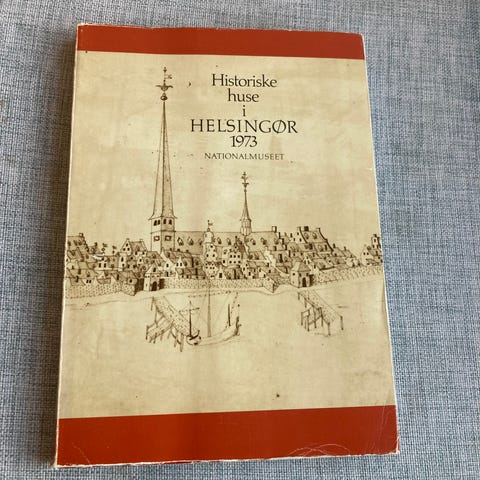 Historiske
huse
i
HELSINGØR
1973
NATIONALMUSEET